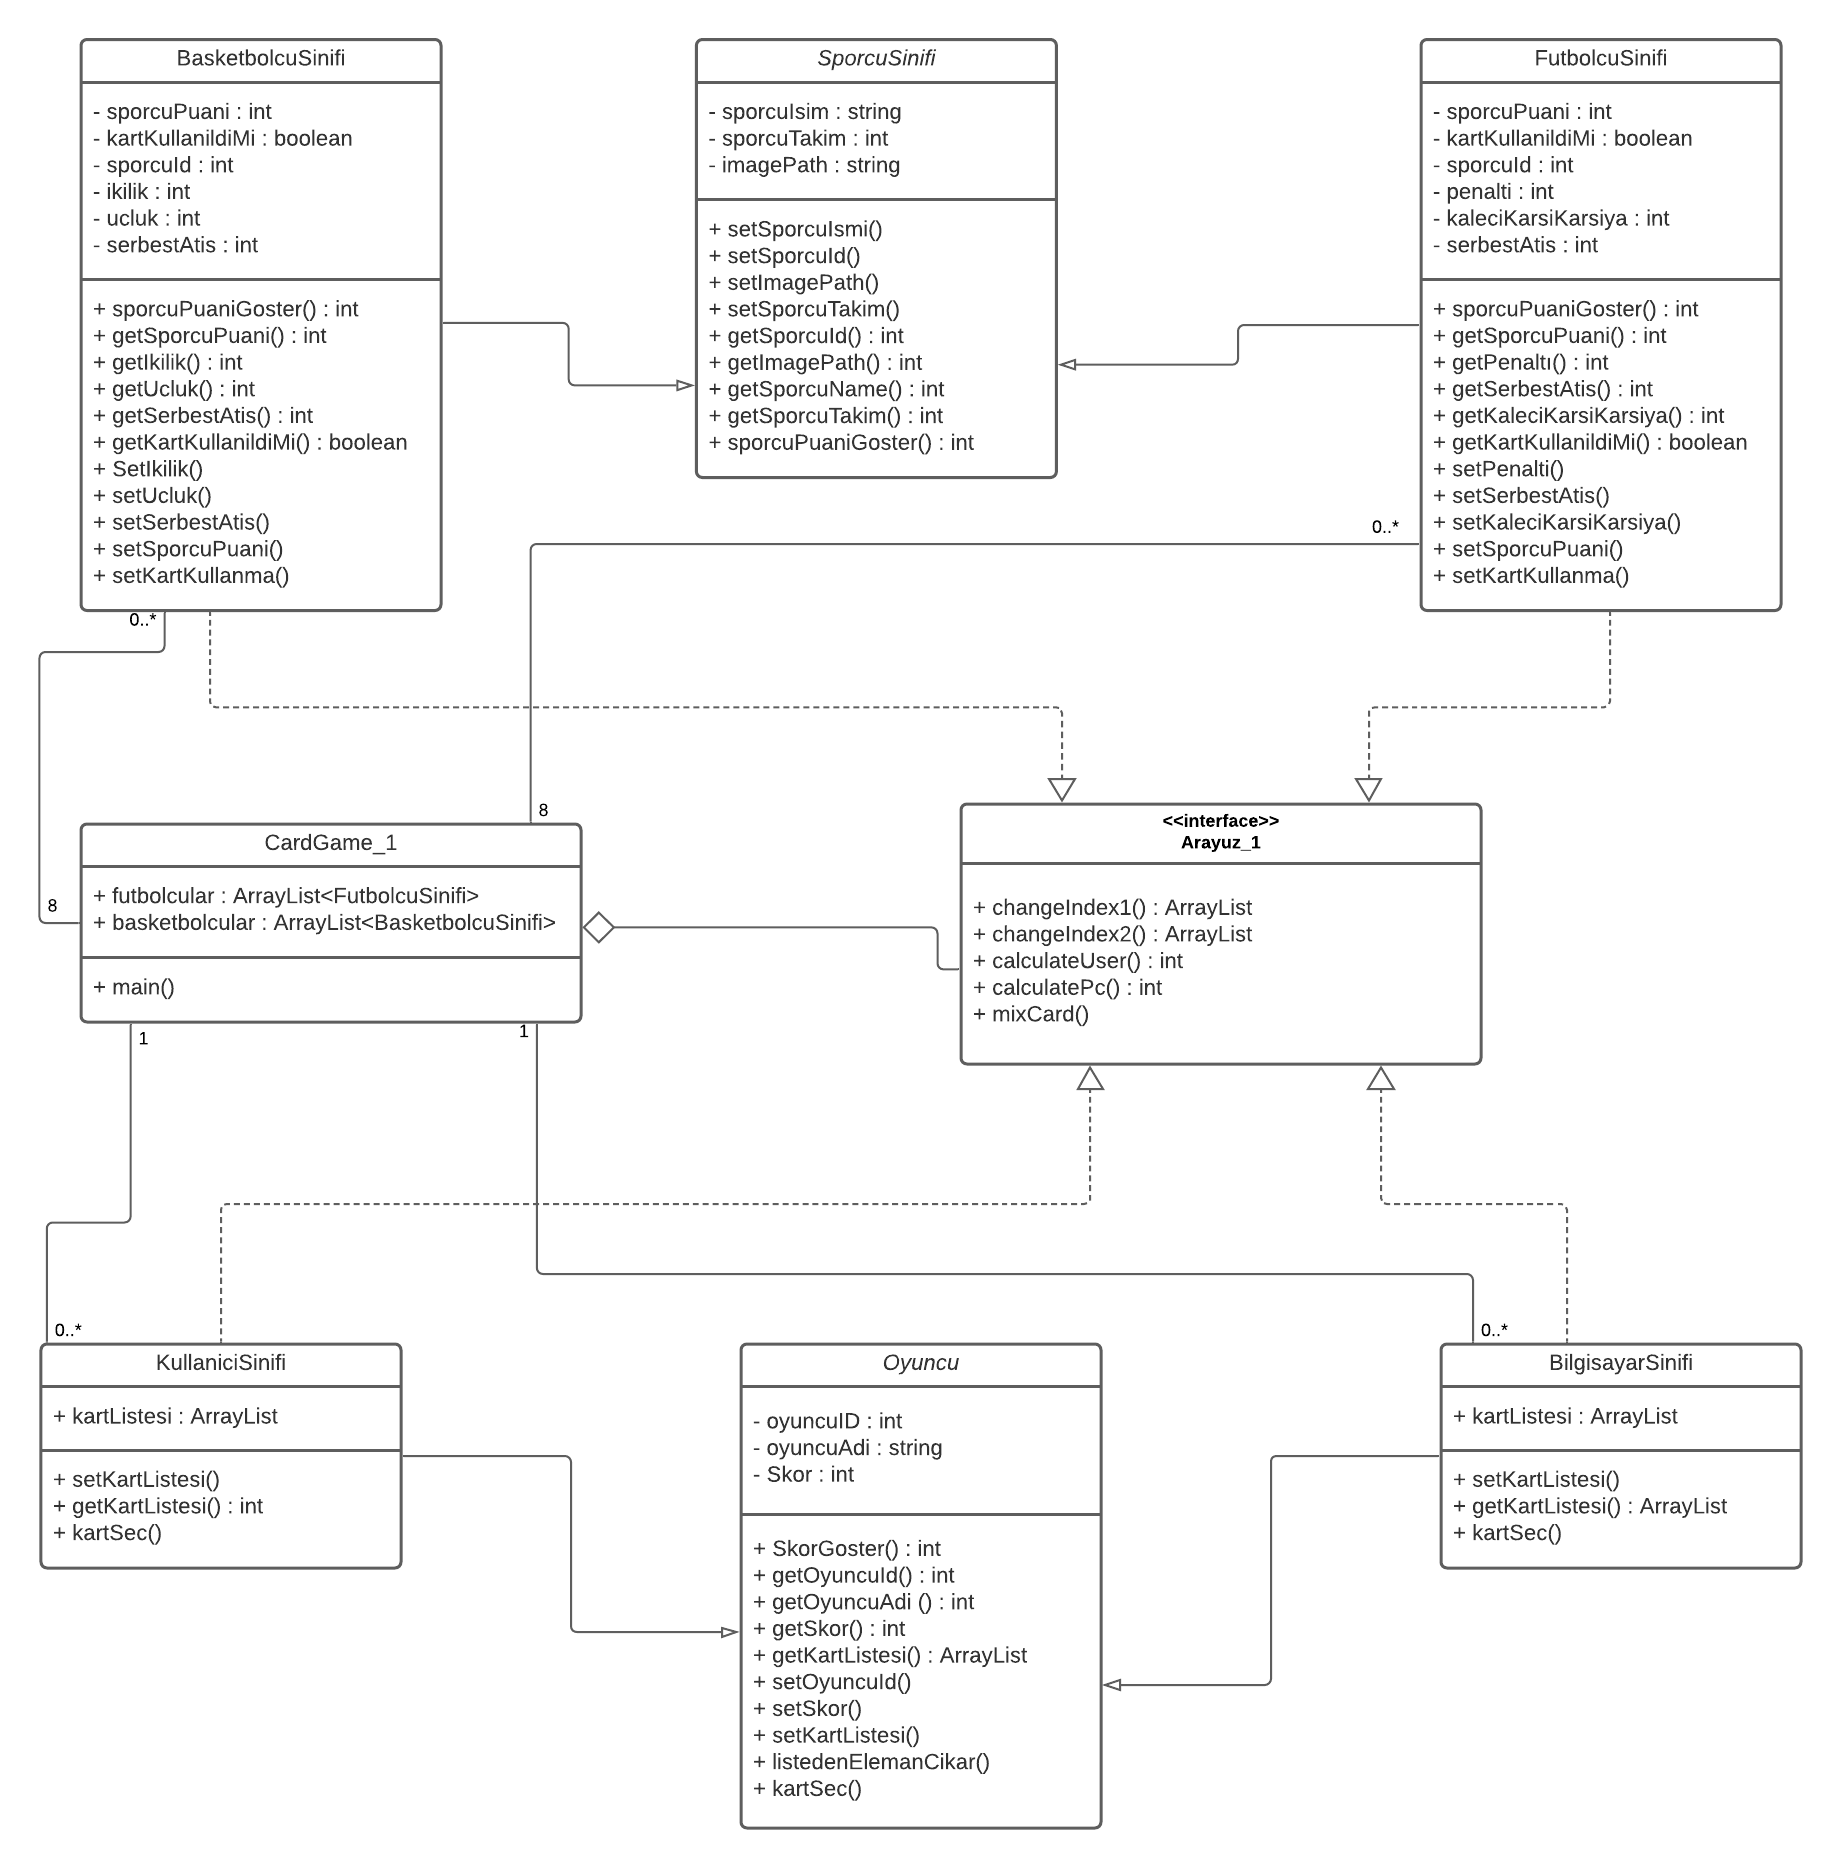 BasketbolcuSinifi
- sporcuPuani : int
- kartKullanildiMi : boolean
- sporcuId : int
- ikilik : int
- ucluk : int
- serbestAtis : int
+ sporcuPuaniGoster() : int
+ getSporcuPuani() : int
+ getIkilik() : int
+ getUcluk() : int
+ getSerbestAtis() : int
+ getKartKullanildiMi() : boolean
+ SetIkilik()
+ setUcluk()
+ setSerbestAtis()
+ setSporcuPuani()
+ setKartKullanma()
SporcuSinifi
- sporcuIsim : string
- sporcuTakim : int
- imagePath : string
+ setSporcuIsmi()
+ setSporcuId()
+ setImagePath()
+ setSporcuTakim()
+ getSporcuId() : int
+ getImagePath() : int
+ getSporcuName() : int
+ getSporcuTakim() : int
+ sporcuPuaniGoster() : int
FutbolcuSinifi
- sporcuPuani : int
- kartKullanildiMi : boolean
- sporcuId : int
- penalti : int
- kaleciKarsiKarsiya : int
- serbestAtis : int
+ sporcuPuaniGoster() : int
+ getSporcuPuani() : int
+ getPenaltı() : int
+ getSerbestAtis() : int
+ getKaleciKarsiKarsiya() : int
+ getKartKullanildiMi() : boolean
+ setPenalti()
+ setSerbestAtis()
+ setKaleciKarsiKarsiya()
+ setSporcuPuani()
+ setKartKullanma()
0..*
0..*
8
8
CardGame_1
+ futbolcular : ArrayList<FutbolcuSinifi>
+ basketbolcular : ArrayList<BasketbolcuSinifi>
+ main()
1
1
<<interface>>
Arayuz_1
+ changeIndex1() : ArrayList
+ changeIndex2() : ArrayList
+ calculateUser() : int
+ calculatePc() : int
+ mixCard()
0..*
0..*
KullaniciSinifi
+ kartListesi : ArrayList
+ setKartListesi()
+ getKartListesi() : int
+ kartSec()
Oyuncu
- oyuncuID : int
- oyuncuAdi : string
- Skor : int
+ SkorGoster() : int
+ getOyuncuId() : int
+ getOyuncuAdi () : int
+ getSkor() : int
+ getKartListesi() : ArrayList
+ setOyuncuId()
+ setSkor()
+ setKartListesi()
+ listedenElemanCikar()
+ kartSec()
BilgisayarSinifi
+ kartListesi : ArrayList
+ setKartListesi()
+ getKartListesi() : ArrayList
+ kartSec()